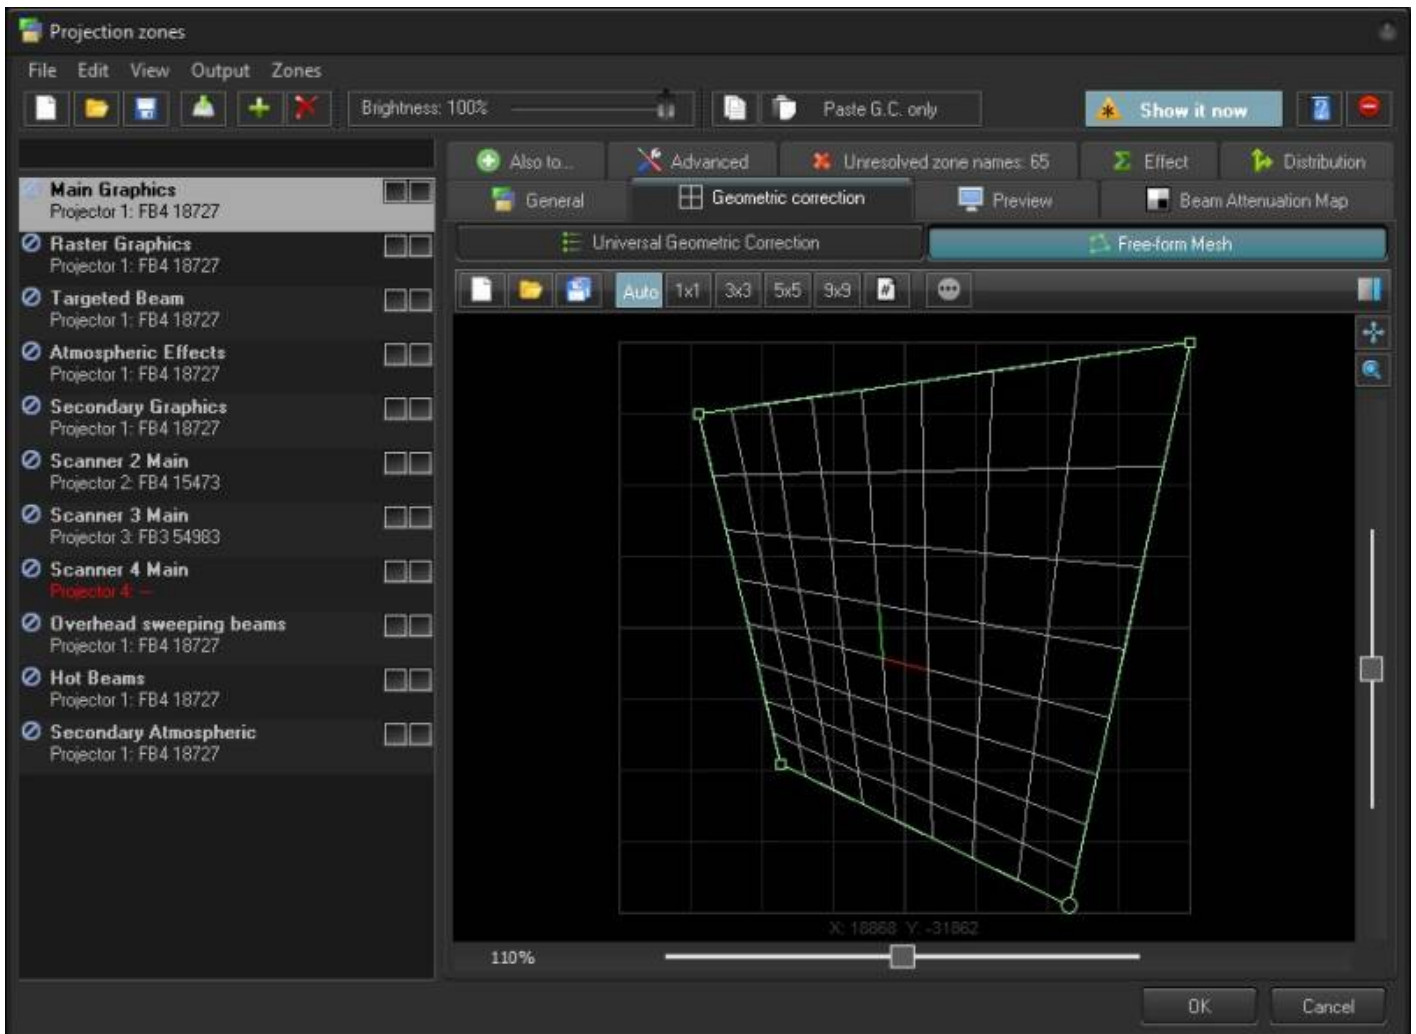 Projection zones
File Edit View Output Zones
Brightness: 100% Paste G.C. only Show it now
Also to... Advanced Unresolved zone names: 65 Effect Distribution
General Geometric correction Preview Beam Attenuation Map
Universal Geometric Correction Free-form Mesh
Auto 1x1 3x3 5x5 9x9 #
Main Graphics
Projector 1: FB4 18727
Raster Graphics
Projector 1: FB4 18727
Targeted Beam
Projector 1: FB4 18727
Atmospheric Effects
Projector 1: FB4 18727
Secondary Graphics
Projector 1: FB4 18727
Scanner 2 Main
Projector 2: FB4 15473
Scanner 3 Main
Projector 3: FB3 54983
Scanner 4 Main
Projector 4: --
Overhead sweeping beams
Projector 1: FB4 18727
Hot Beams
Projector 1: FB4 18727
Secondary Atmospheric
Projector 1: FB4 18727
X: 18868 Y: -31862
110%
OK Cancel